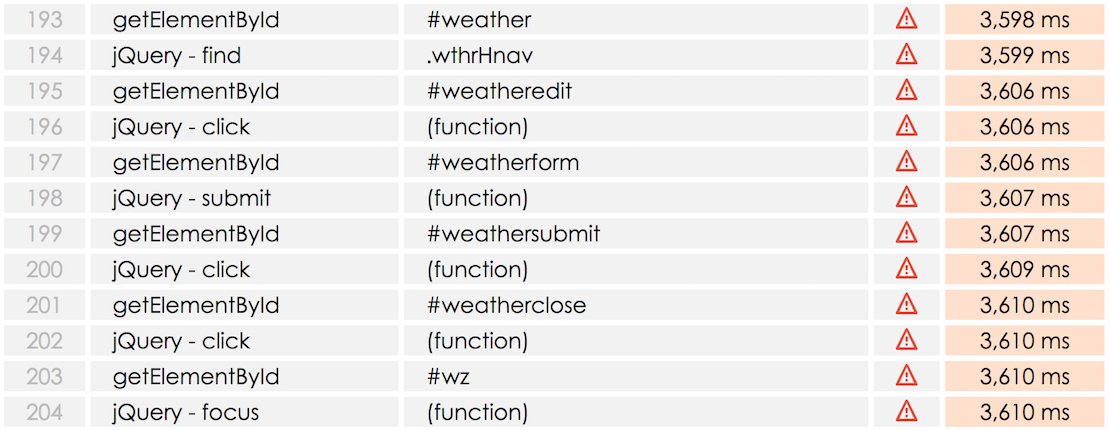 193 getElementById #weather 3,598 ms
194 jQuery - find .wthrHnav 3,599 ms
195 getElementById #weatheredit 3,606 ms
196 jQuery - click (function) 3,606 ms
197 getElementById #weatherform 3,606 ms
198 jQuery - submit (function) 3,607 ms
199 getElementById #weathersubmit 3,607 ms
200 jQuery - click (function) 3,609 ms
201 getElementById #weatherclose 3,610 ms
202 jQuery - click (function) 3,610 ms
203 getElementById #wz 3,610 ms
204 jQuery - focus (function) 3,610 ms